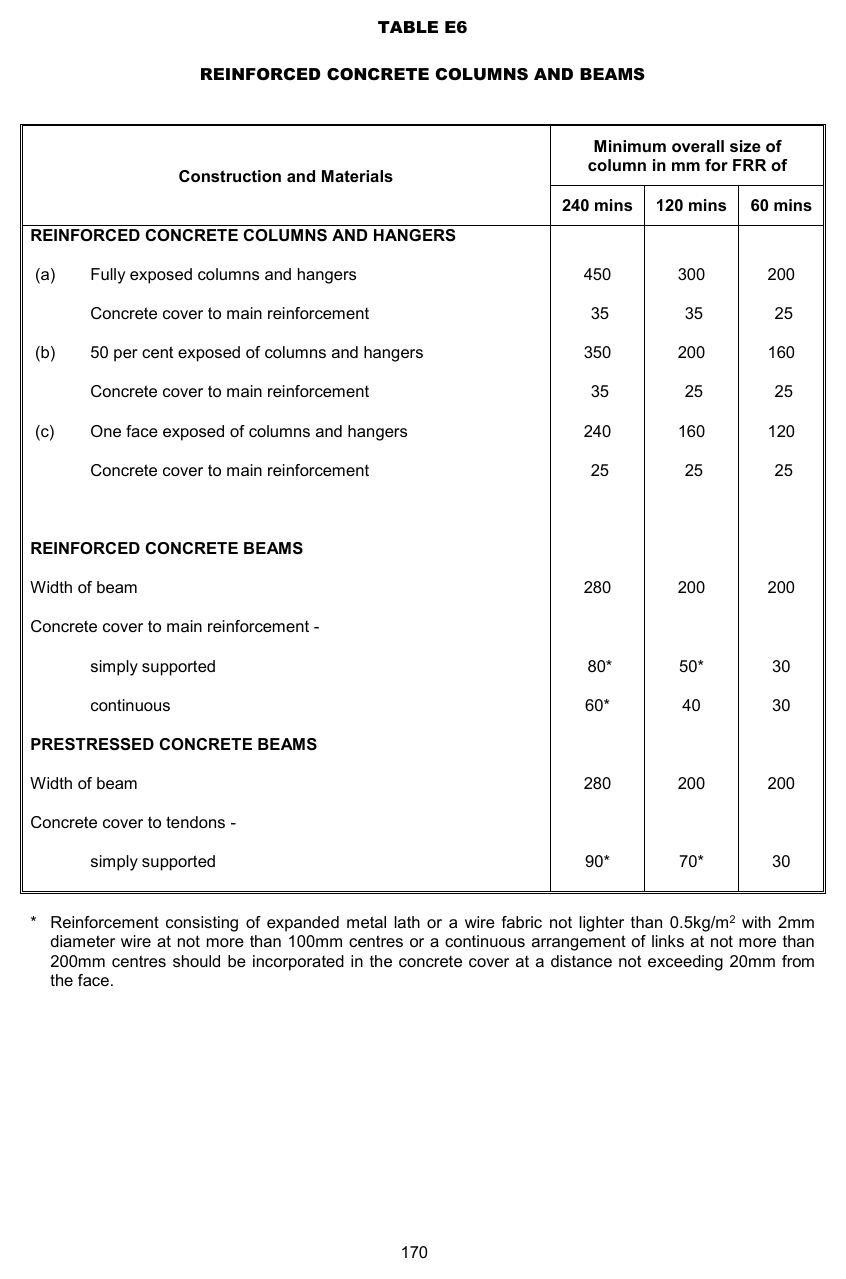 TABLE E6
REINFORCED CONCRETE COLUMNS AND BEAMS
Construction and Materials
Minimum overall size of
column in mm for FRR of
240 mins 120 mins 60 mins
REINFORCED CONCRETE COLUMNS AND HANGERS
(a) Fully exposed columns and hangers 450 300 200
Concrete cover to main reinforcement 35 35 25
(b) 50 per cent exposed of columns and hangers 350 200 160
Concrete cover to main reinforcement 35 25 25
(c) One face exposed of columns and hangers 240 160 120
Concrete cover to main reinforcement 25 25 25
REINFORCED CONCRETE BEAMS
Width of beam 280 200 200
Concrete cover to main reinforcement -
simply supported 80* 50* 30
continuous 60* 40 30
PRESTRESSED CONCRETE BEAMS
Width of beam 280 200 200
Concrete cover to tendons -
simply supported 90* 70* 30
* Reinforcement consisting of expanded metal lath or a wire fabric not lighter than 0.5kg/m² with 2mm
diameter wire at not more than 100mm centres or a continuous arrangement of links at not more than
200mm centres should be incorporated in the concrete cover at a distance not exceeding 20mm from
the face.
170